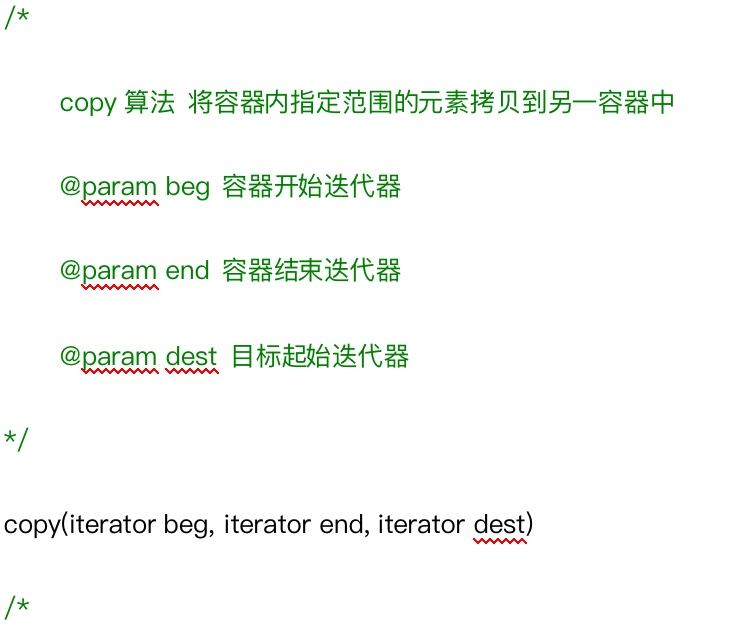 /*
copy 算法 将容器内指定范围的元素拷贝到另一容器中
@param beg 容器开始迭代器
@param end 容器结束迭代器
@param dest 目标起始迭代器
*/
copy(iterator beg, iterator end, iterator dest)
/*